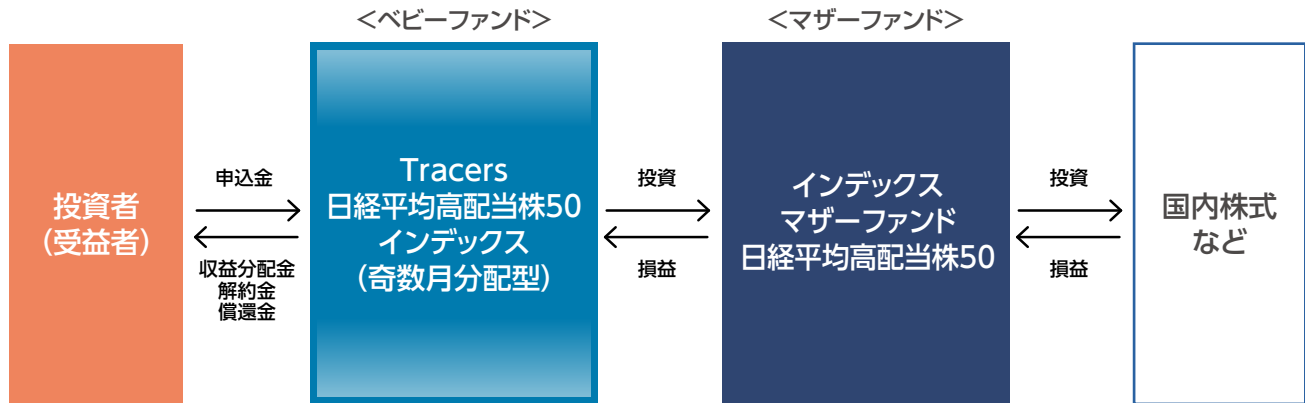 ＜ベビーファンド＞
＜マザーファンド＞
投資者
（受益者）
申込金
収益分配金
解約金
償還金
Tracers
日経平均高配当株50
インデックス
（奇数月分配型）
投資
損益
インデックス
マザーファンド
日経平均高配当株50
投資
損益
国内株式
など